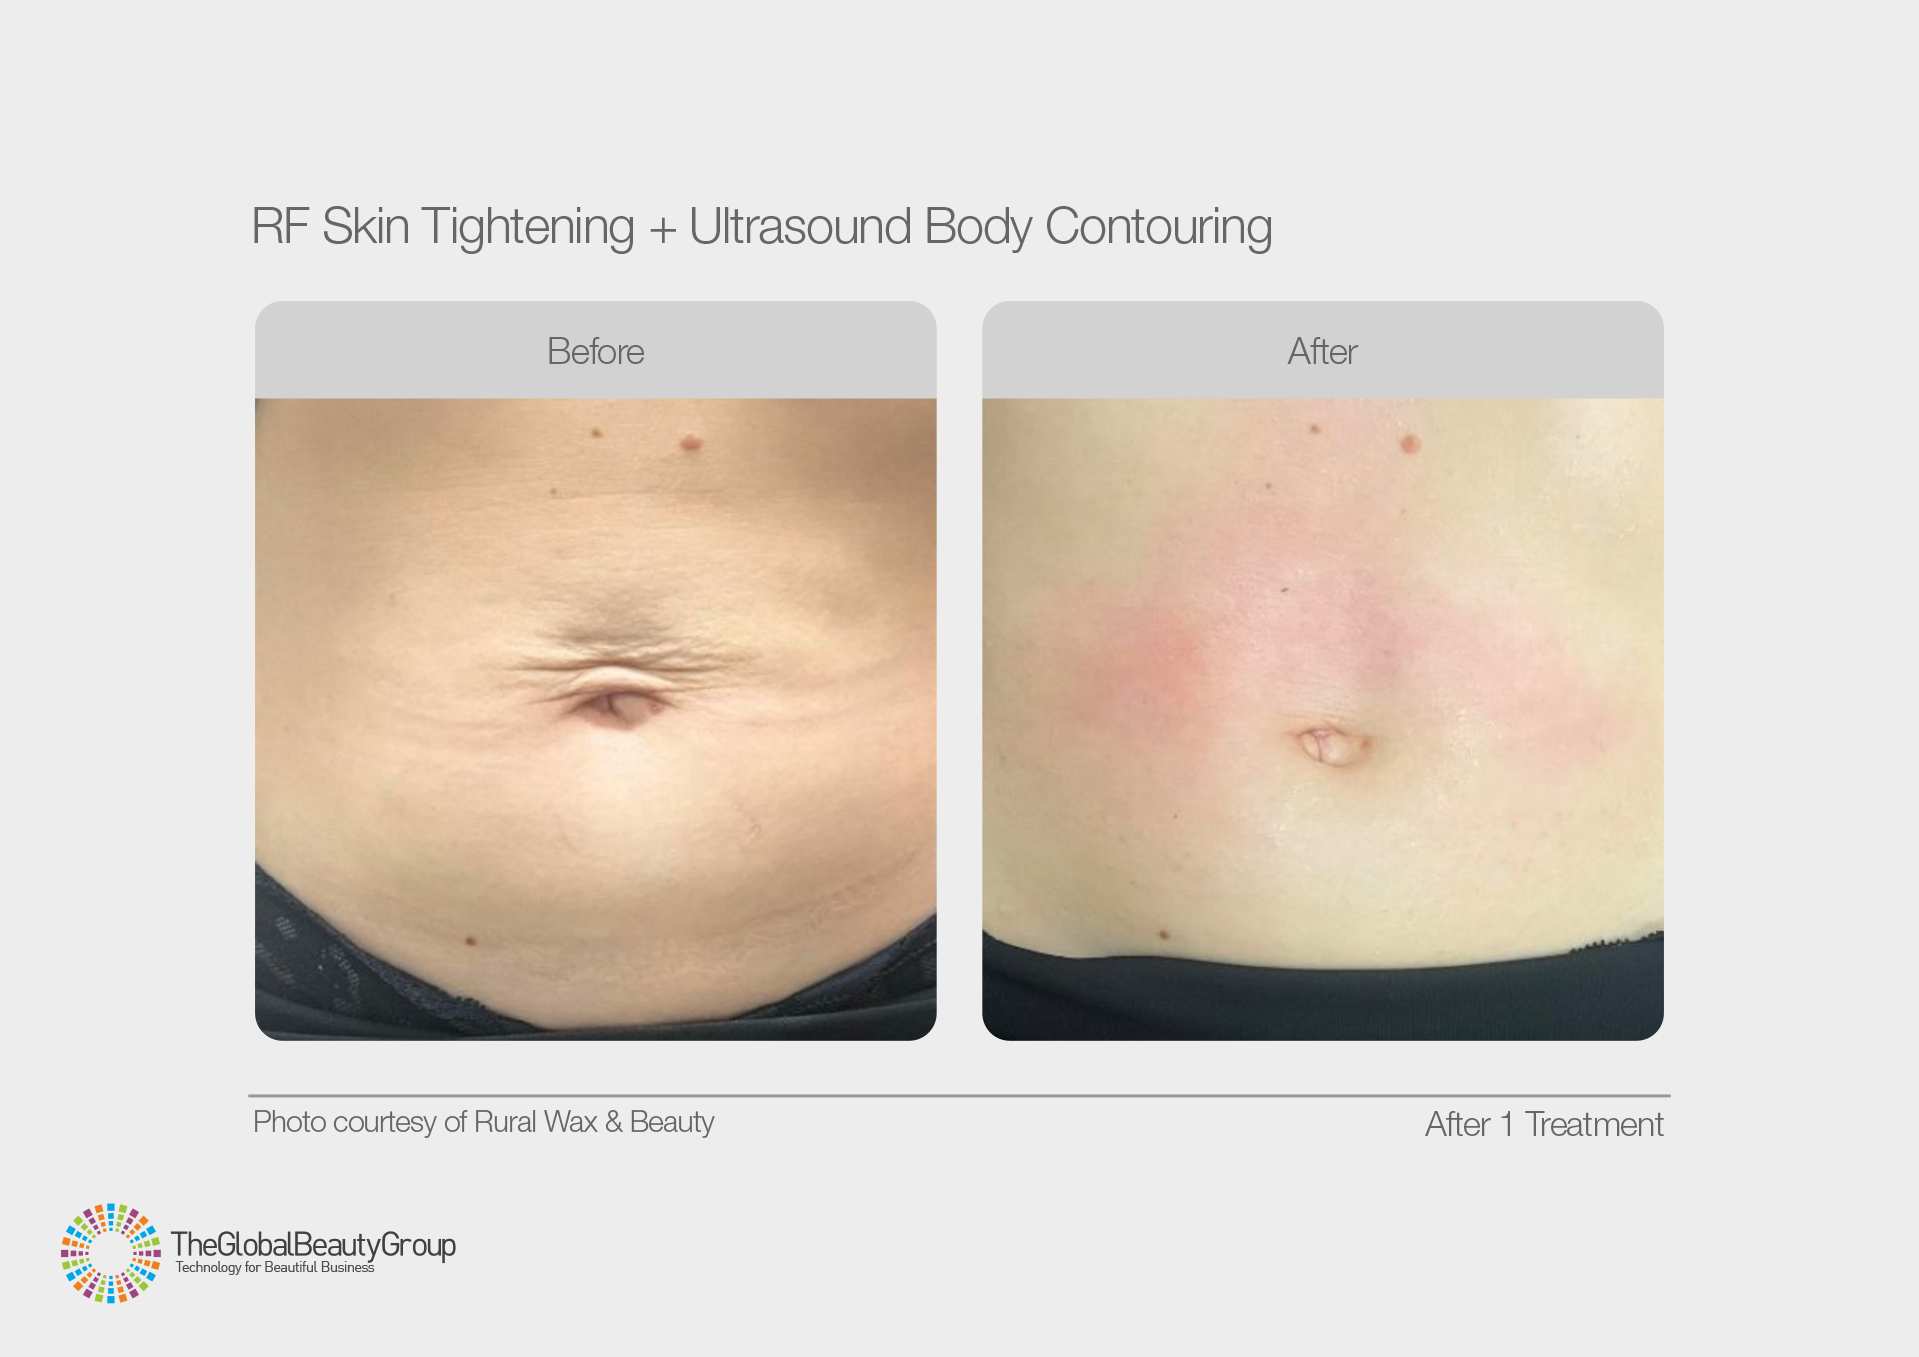 RF Skin Tightening + Ultrasound Body Contouring
Before
After
Photo courtesy of Rural Wax & Beauty
After 1 Treatment
TheGlobalBeautyGroup
Technology for Beautiful Business